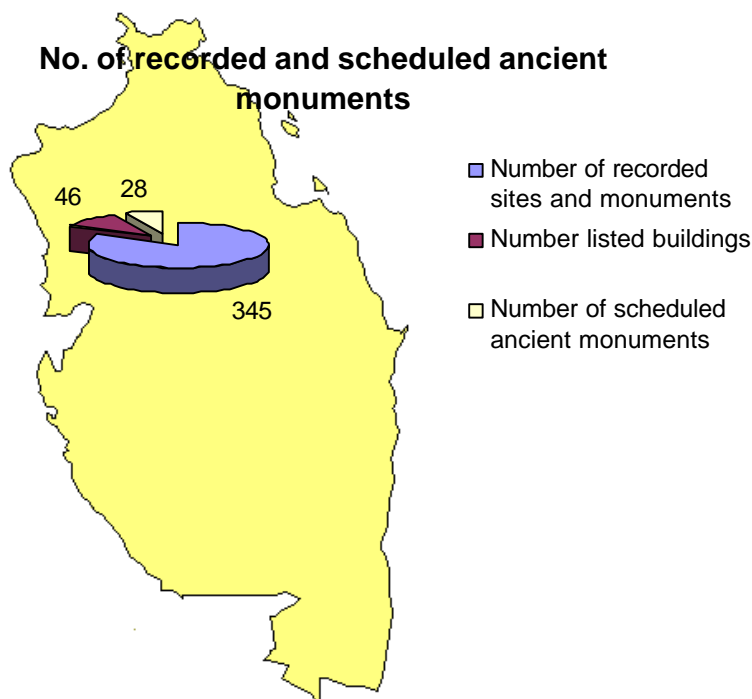 No. of recorded and scheduled ancient
monuments
46
28
345
Number of recorded
sites and monuments
Number listed buildings
Number of scheduled
ancient monuments